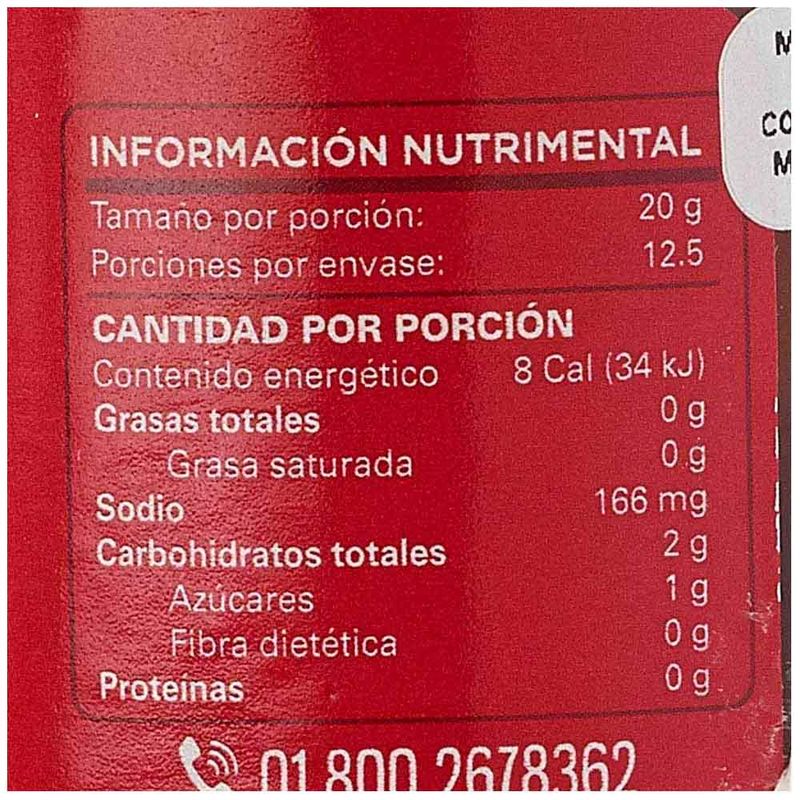 INFORMACIÓN NUTRIMENTAL
Tamaño por porción: 20 g
Porciones por envase: 12.5
CANTIDAD POR PORCIÓN
Contenido energético 8 Cal (34 kJ)
Grasas totales 0 g
Grasa saturada 0 g
Sodio 166 mg
Carbohidratos totales 2 g
Azúcares 1 g
Fibra dietética 0 g
Proteínas 0 g
01 800 2678362